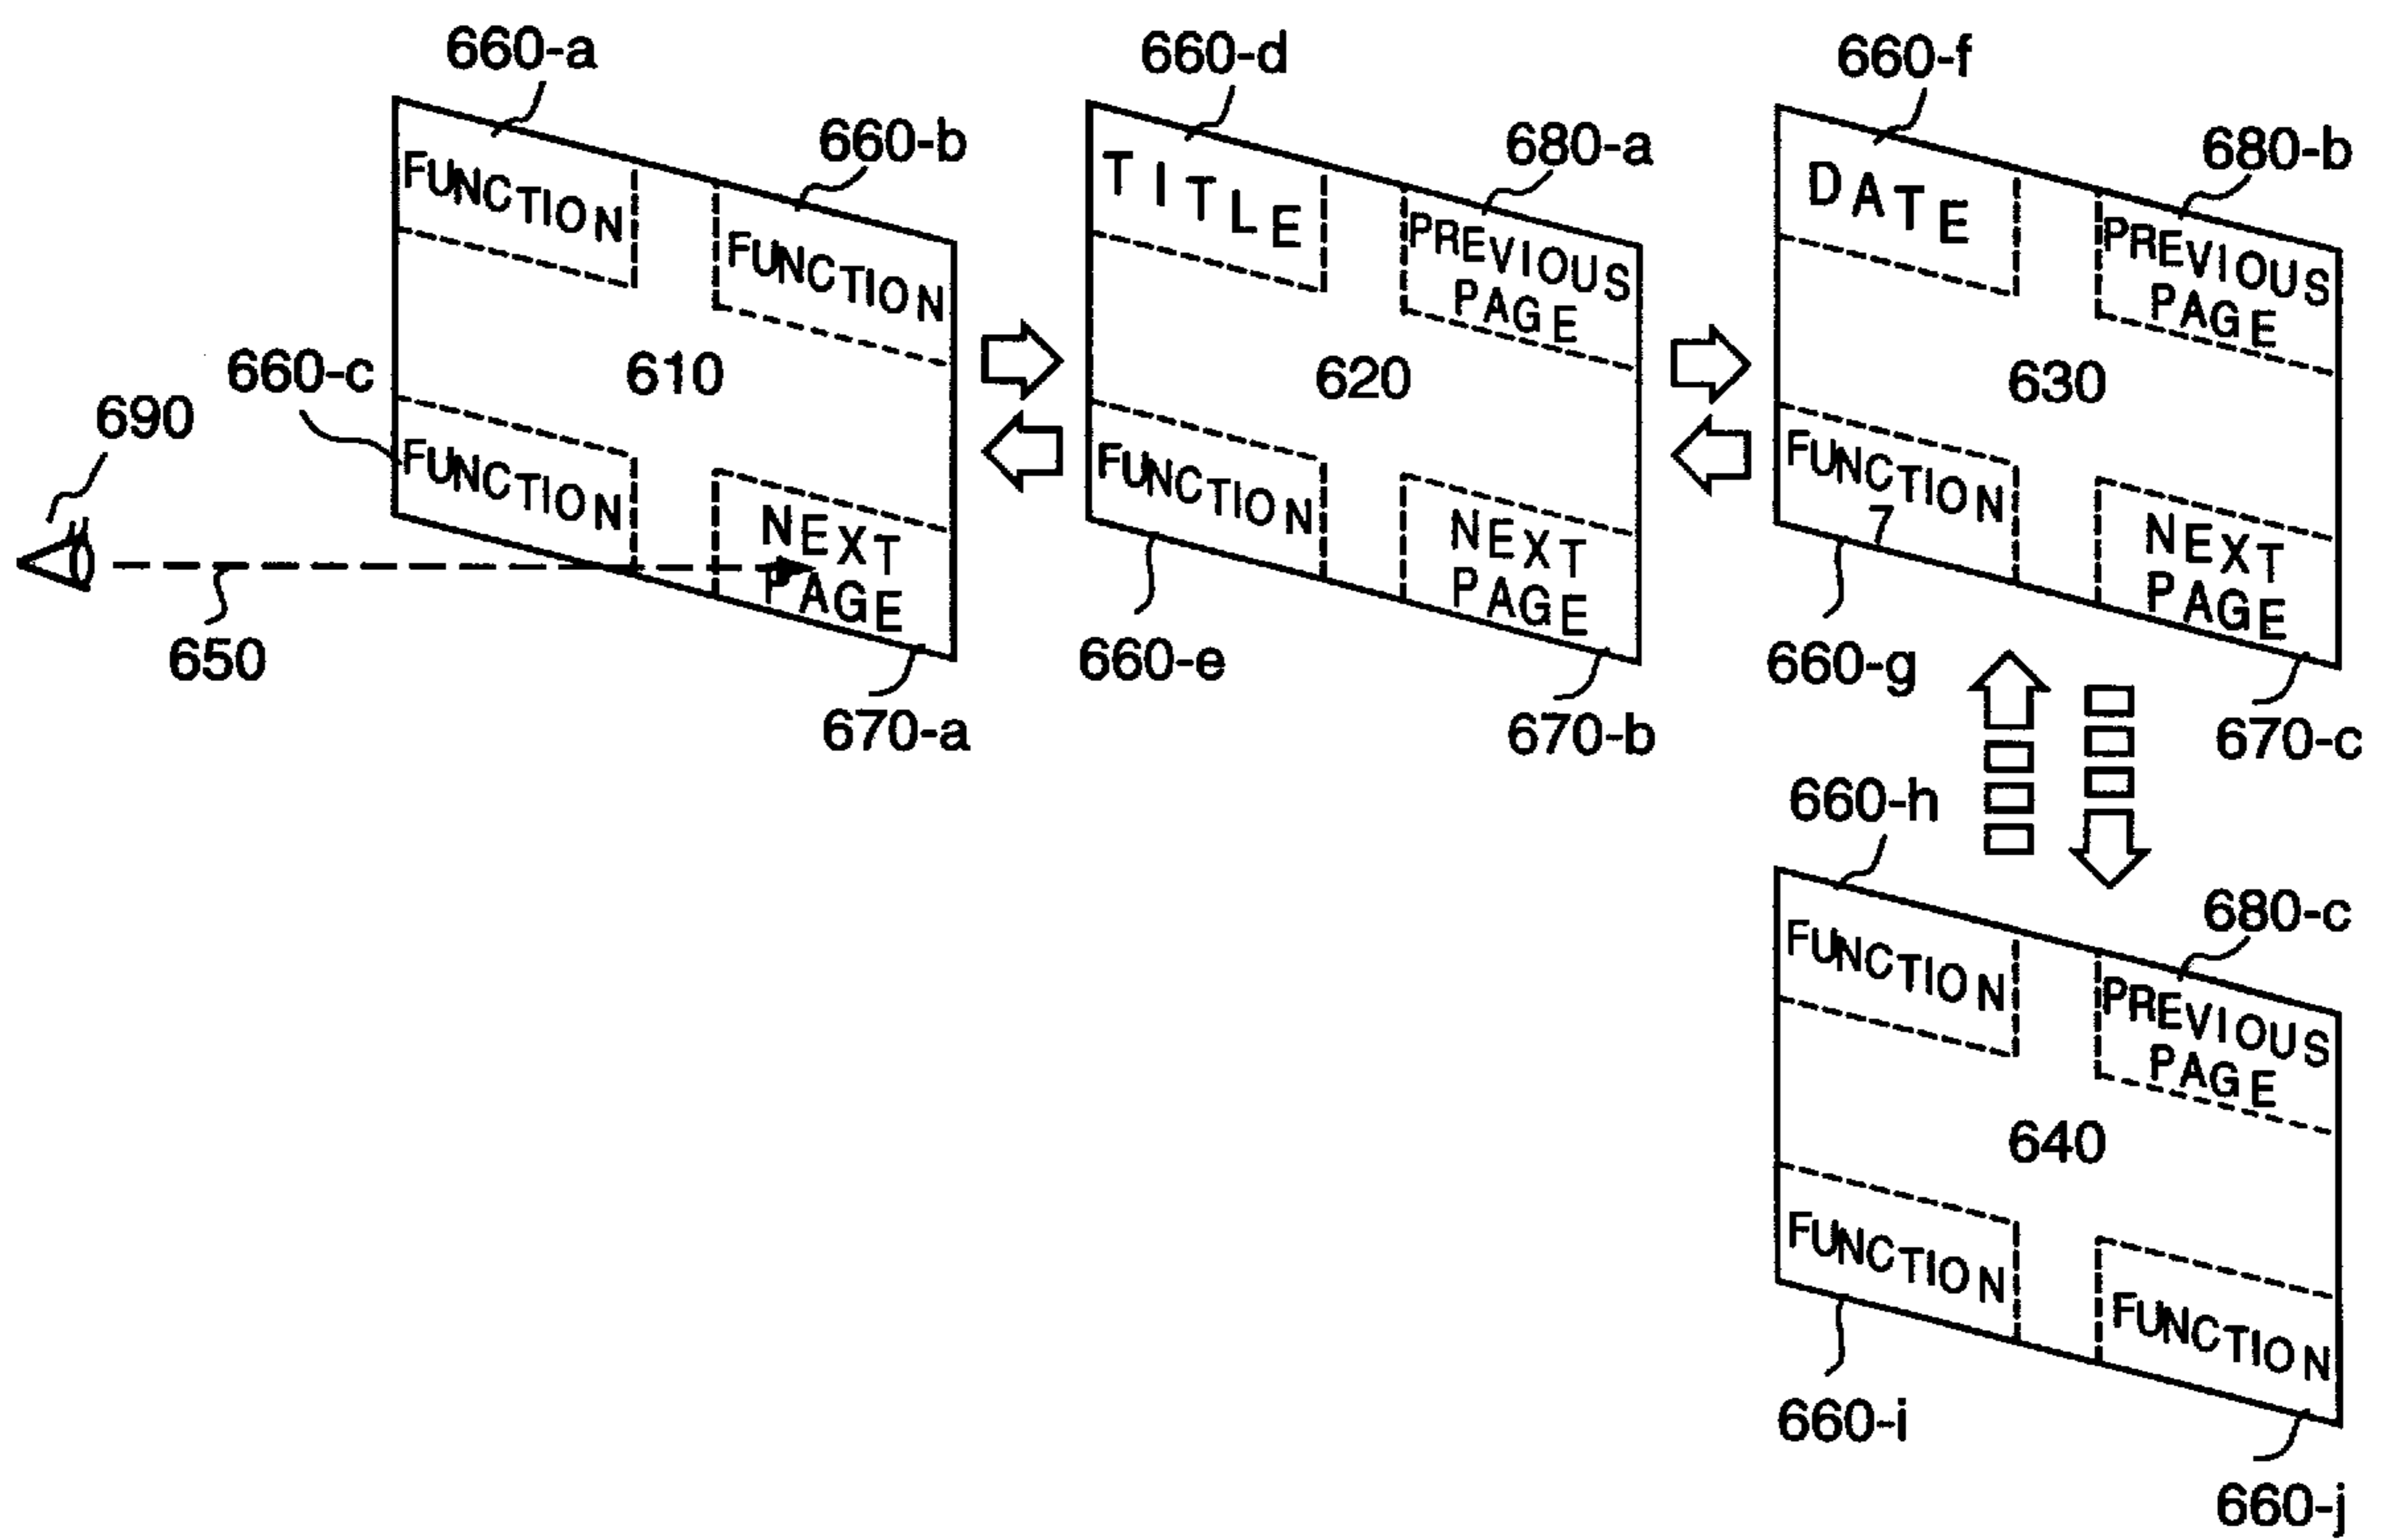 660-a
660-d
660-f
660-b
680-a
680-b
FUNCTION
FUNCTION
TITLE
PREVIOUS
PAGE
DATE
PREVIOUS
PAGE
660-c
610
620
630
690
FUNCTION
NEXT
PAGE
FUNCTION
NEXT
PAGE
FUNCTION
7
NEXT
PAGE
650
660-e
660-g
670-a
670-b
670-c
660-h
680-c
FUNCTION
PREVIOUS
PAGE
640
FUNCTION
FUNCTION
660-i
660-j